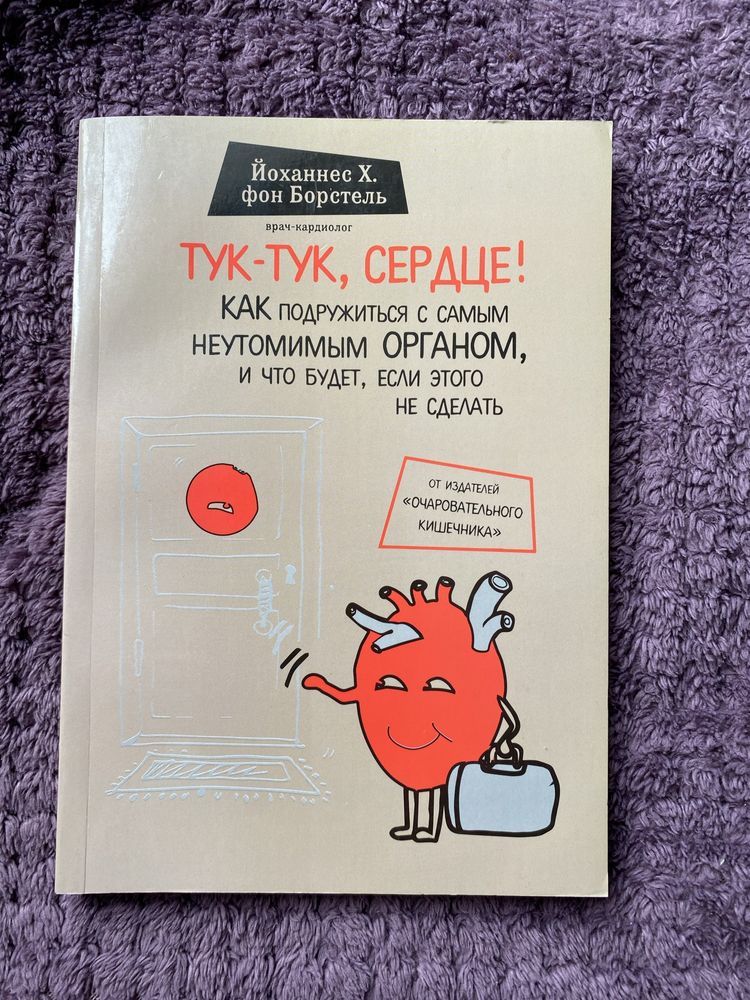 Йоханнес Х.
фон Борстель
врач-кардиолог
ТУК-ТУК, СЕРДЦЕ!
КАК ПОДРУЖИТЬСЯ С САМЫМ
НЕУТОМИМЫМ ОРГАНОМ,
И ЧТО БУДЕТ, ЕСЛИ ЭТОГО
НЕ СДЕЛАТЬ
ОТ ИЗДАТЕЛЕЙ
«ОЧАРОВАТЕЛЬНОГО
КИШЕЧНИКА»